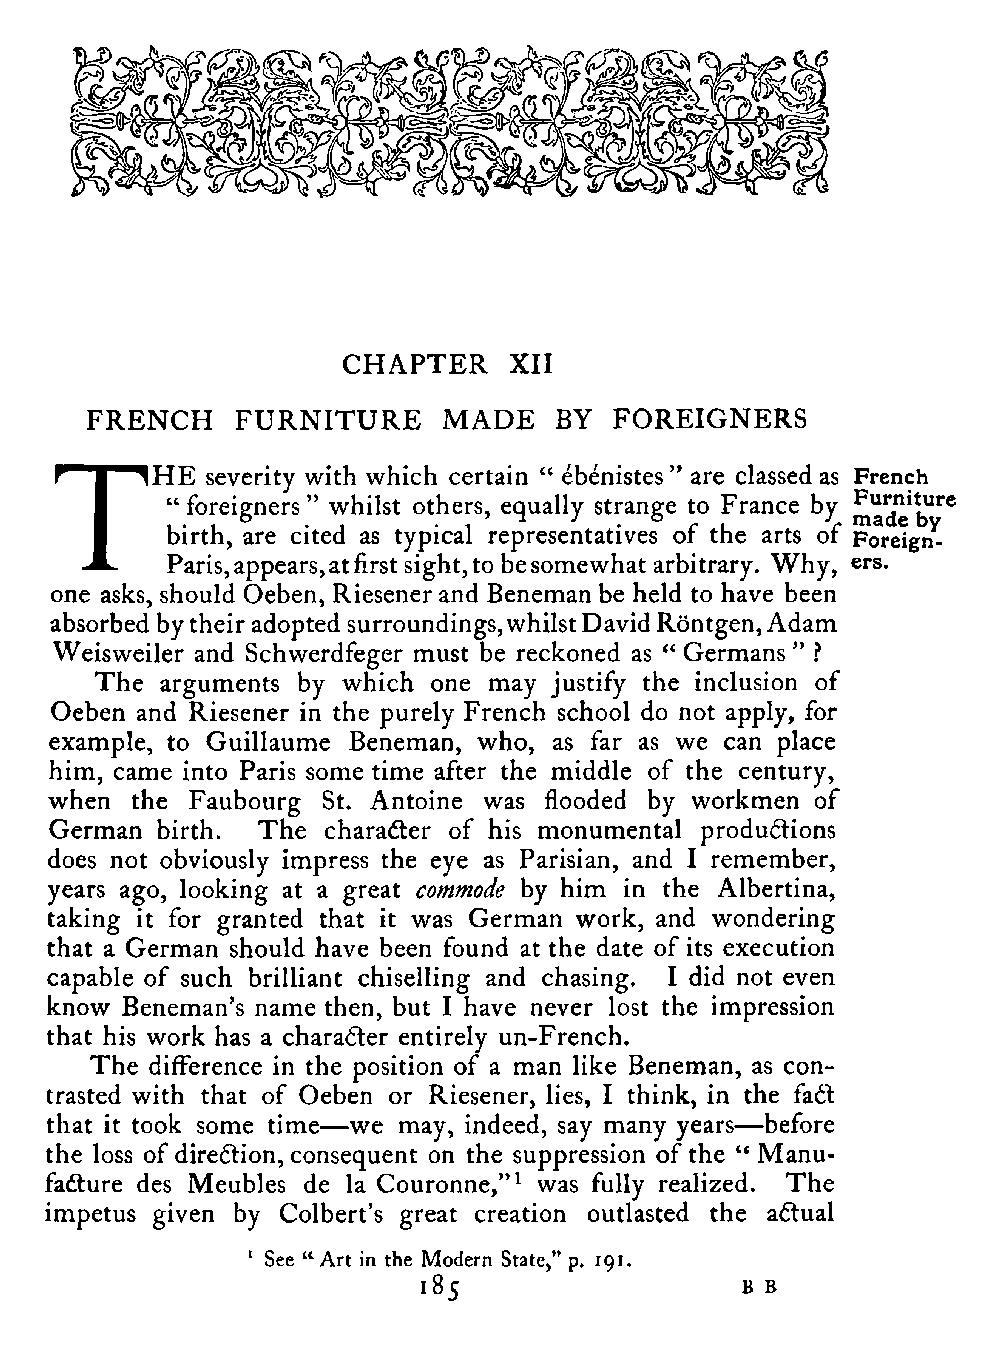 CHAPTER XII
FRENCH FURNITURE MADE BY FOREIGNERS
THE severity with which certain “ ébénistes ” are classed as
“ foreigners ” whilst others, equally strange to France by
birth, are cited as typical representatives of the arts of
Paris, appears, at first sight, to be somewhat arbitrary. Why,
one asks, should Oeben, Riesener and Beneman be held to have been
absorbed by their adopted surroundings, whilst David Röntgen, Adam
Weisweiler and Schwerdfeger must be reckoned as “ Germans ” ?
The arguments by which one may justify the inclusion of
Oeben and Riesener in the purely French school do not apply, for
example, to Guillaume Beneman, who, as far as we can place
him, came into Paris some time after the middle of the century,
when the Faubourg St. Antoine was flooded by workmen of
German birth. The character of his monumental productions
does not obviously impress the eye as Parisian, and I remember,
years ago, looking at a great commode by him in the Albertina,
taking it for granted that it was German work, and wondering
that a German should have been found at the date of its execution
capable of such brilliant chiselling and chasing. I did not even
know Beneman’s name then, but I have never lost the impression
that his work has a character entirely un-French.
The difference in the position of a man like Beneman, as con-
trasted with that of Oeben or Riesener, lies, I think, in the fact
that it took some time—we may, indeed, say many years—before
the loss of direction, consequent on the suppression of the “ Manu-
facture des Meubles de la Couronne,”¹ was fully realized. The
impetus given by Colbert’s great creation outlasted the actual
French
Furniture
made by
Foreign-
ers.
¹ See “ Art in the Modern State,” p. 191.
185 B B